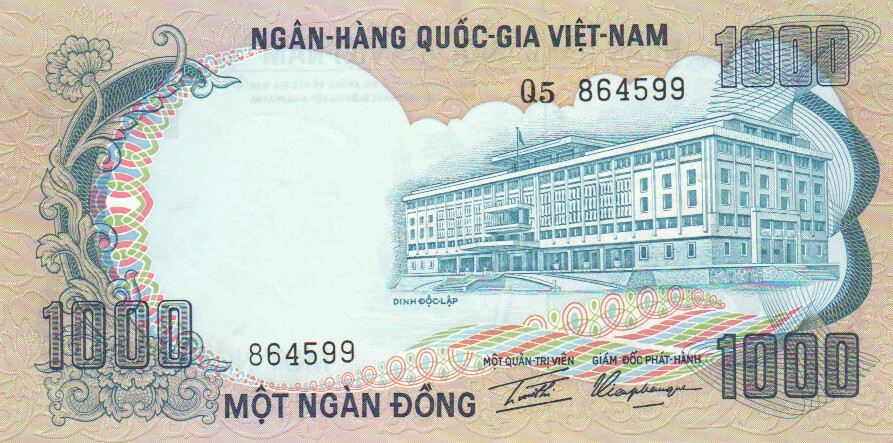 NGÂN-HÀNG QUỐC-GIA VIỆT-NAM
1000
Q5 864599
DINH ĐỘC-LẬP
1000
864599
MỘT QUẢN-TRỊ VIÊN
GIÁM ĐỐC PHÁT-HÀNH
1000
MỘT NGÀN ĐỒNG